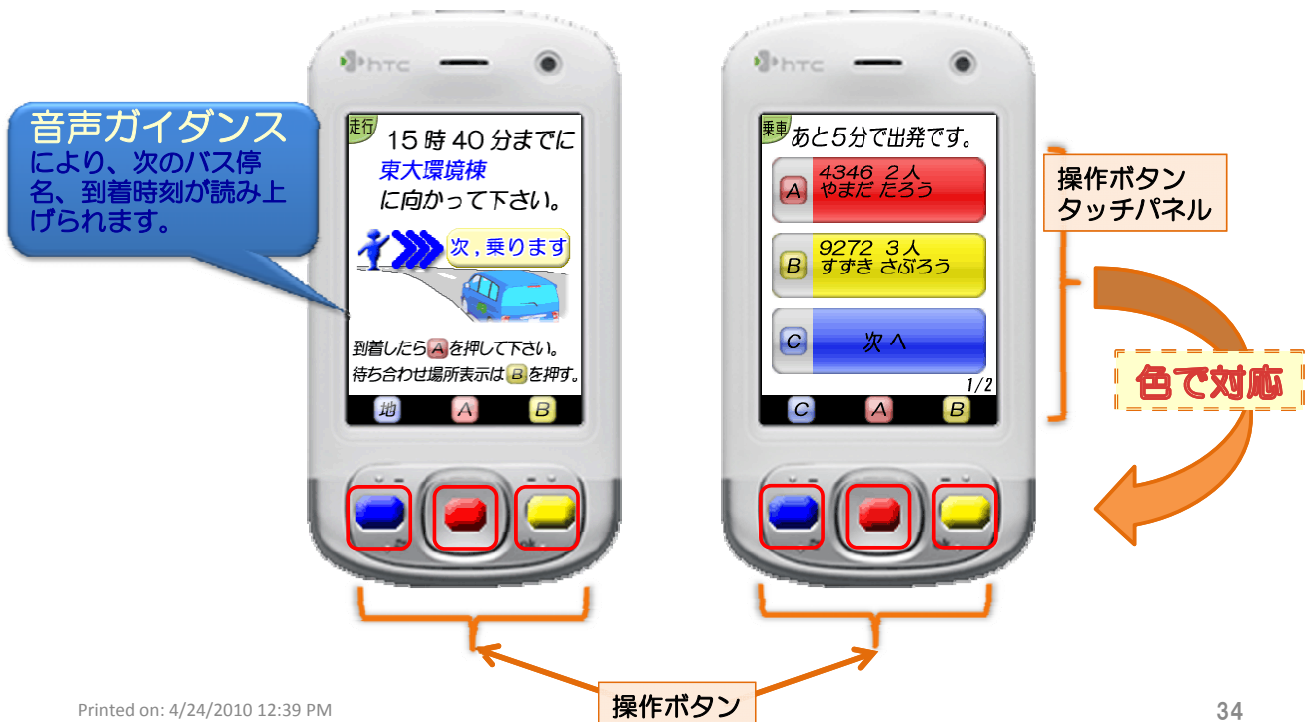 音声ガイダンス
により、次のバス停
名、到着時刻が読み上
げられます。
htc
走行
15時40分までに
東大環境棟
に向かって下さい。
次,乗ります
到着したらAを押して下さい。
待ち合わせ場所表示はBを押す。
地 A B
htc
乗車
あと5分で出発です。
A
4346 2人
やまだ たろう
B
9272 3人
すずき さぶろう
C
次へ
1/2
C A B
操作ボタン
タッチパネル
色で対応
操作ボタン
Printed on: 4/24/2010 12:39 PM
34